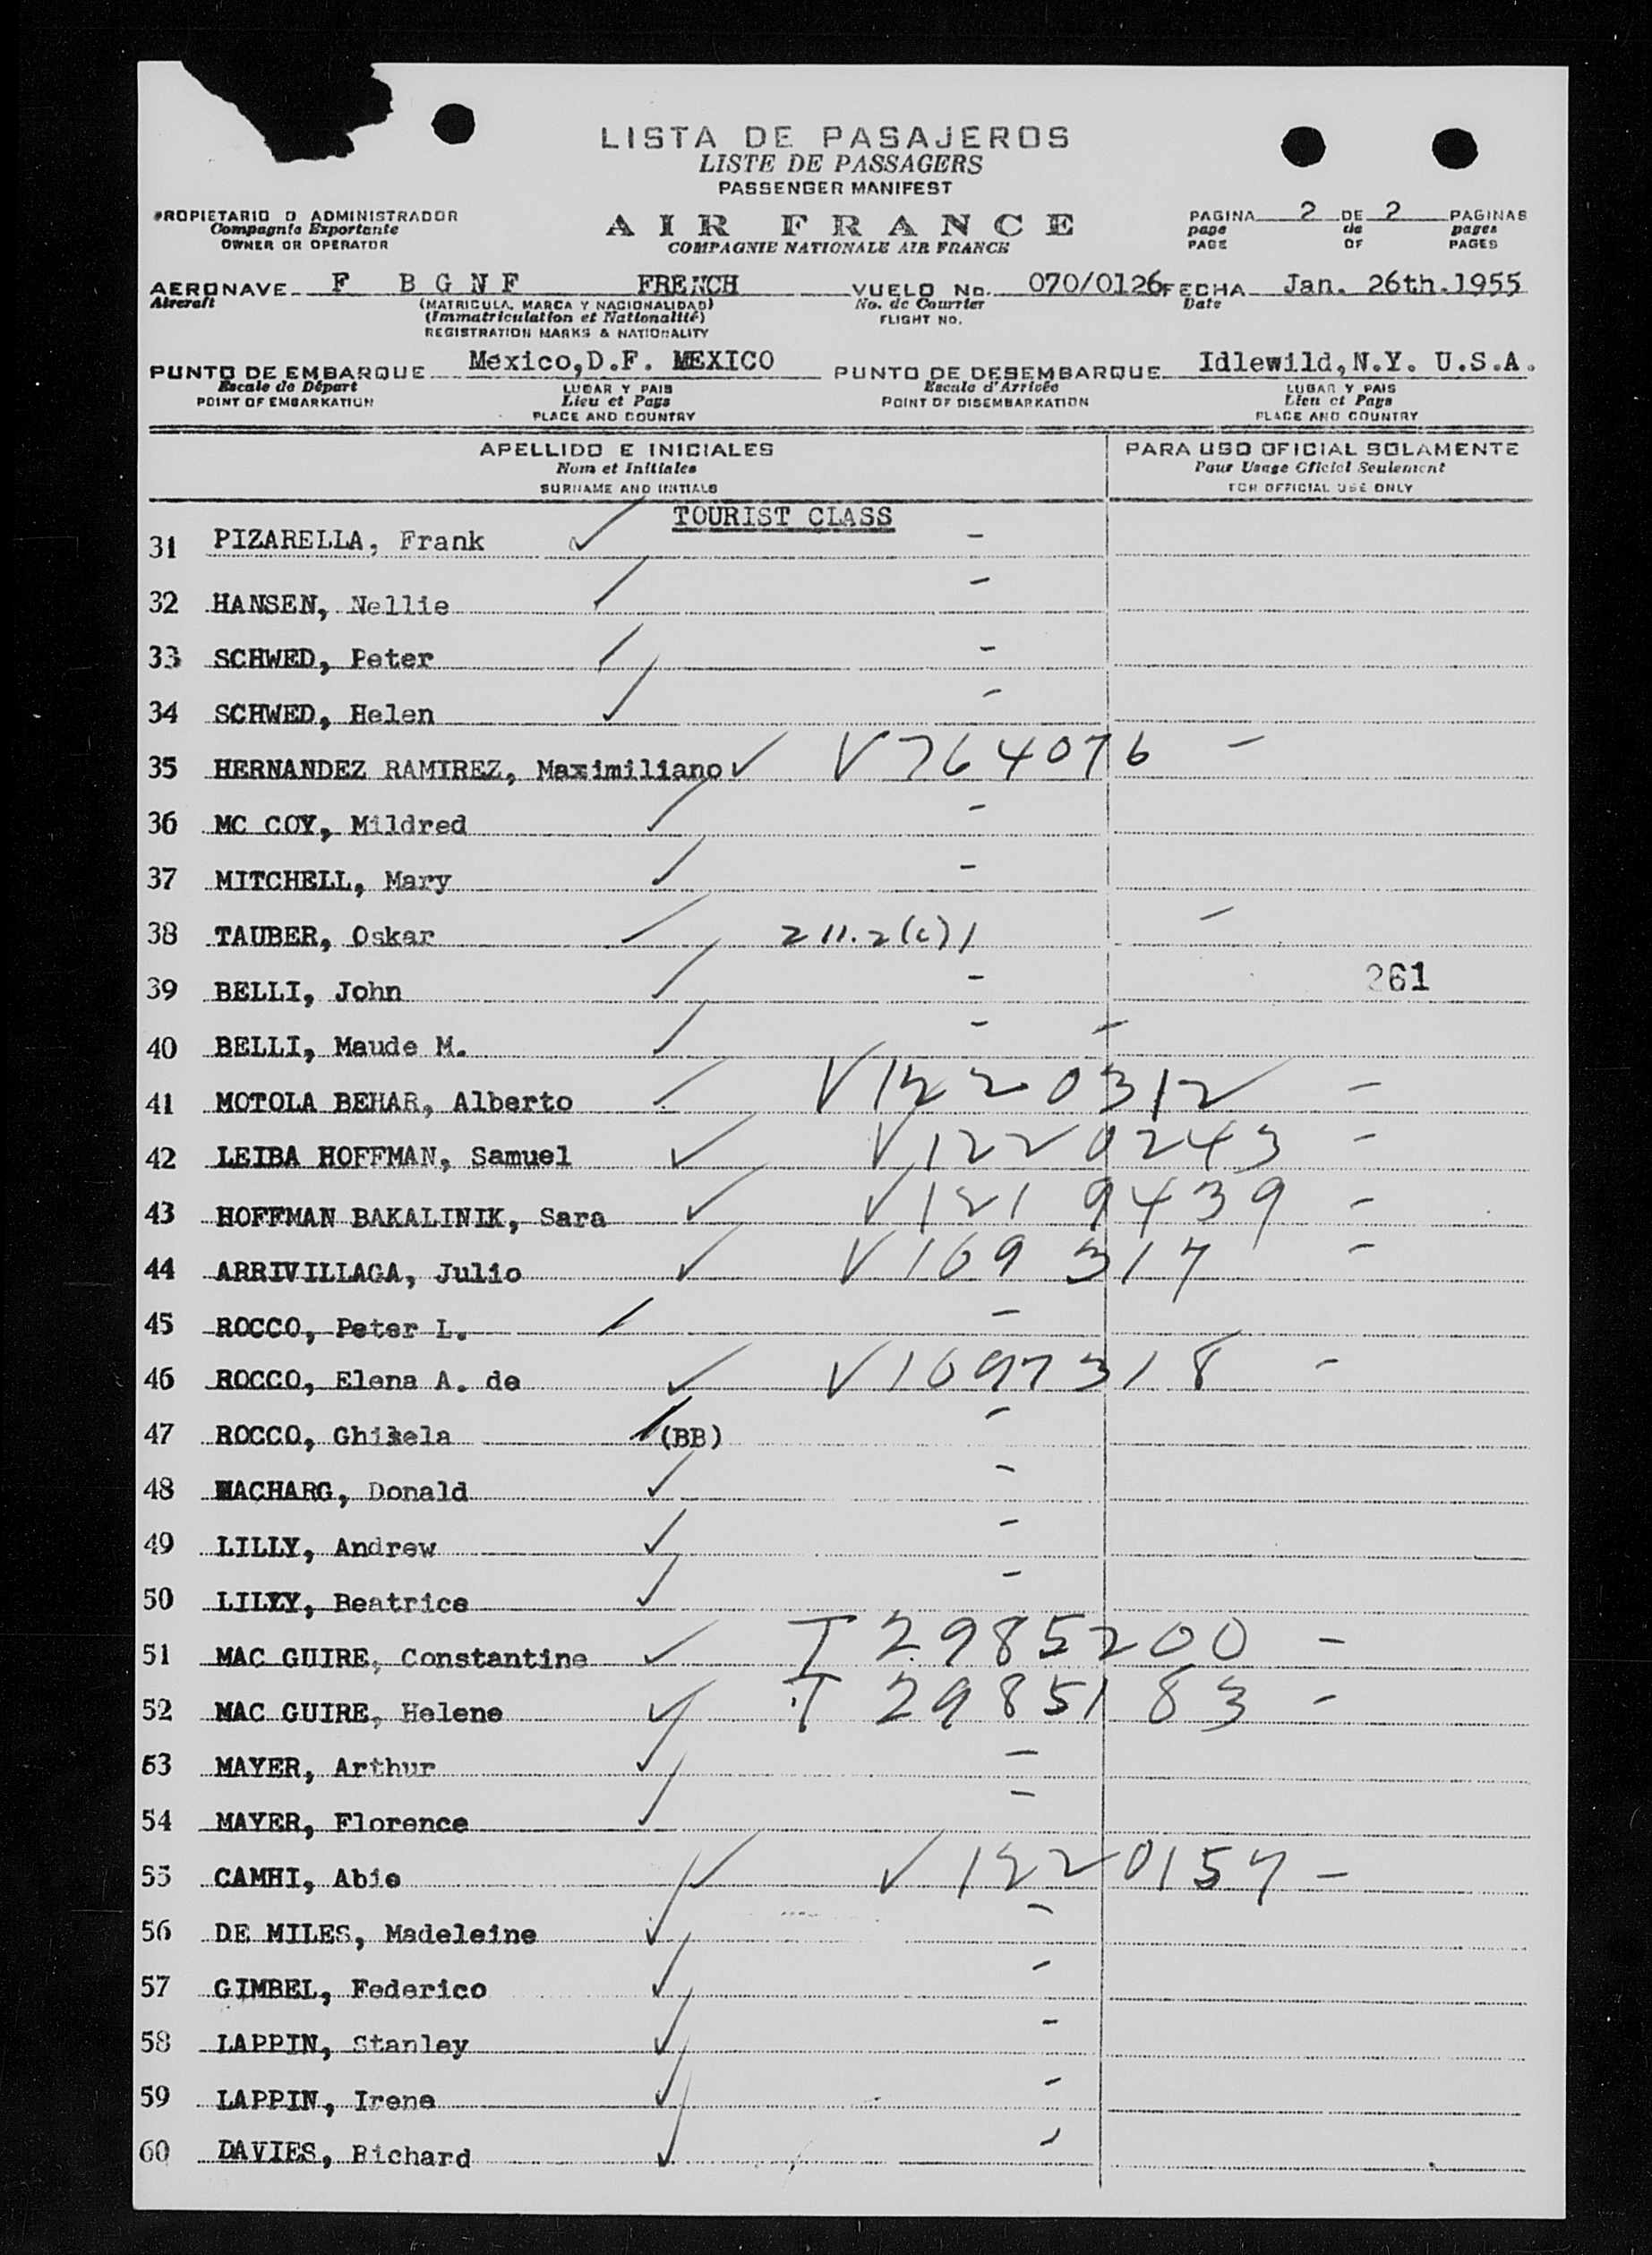 LISTA DE PASAJEROS
LISTE DE PASSAGERS
PASSENGER MANIFEST
PROPIETARIO O ADMINISTRADOR
Compagnie Exportante
OWNER OR OPERATOR
AIR FRANCE
COMPAGNIE NATIONALE AIR FRANCE
PAGINA 2 DE 2 PAGINAS
page de pages
PAGE OF PAGES
AERONAVE F B G N F FRENCH VUELO No. 070/0126 FECHA Jan. 26th.1955
Aircraft (MATRICULA, MARCA Y NACIONALIDAD) No. de Courrier Date
(Immatriculation et Nationalité) FLIGHT NO.
REGISTRATION MARKS & NATIONALITY
PUNTO DE EMBARQUE Mexico,D.F. MEXICO PUNTO DE DESEMBARQUE Idlewild,N.Y. U.S.A.
Escale de Départ LUGAR Y PAIS Escale d'Arrivée LUGAR Y PAIS
POINT OF EMBARKATION Lieu et Pays POINT OF DISEMBARKATION Lieu et Pays
PLACE AND COUNTRY PLACE AND COUNTRY
APELLIDO E INICIALES PARA USO OFICIAL SOLAMENTE
Nom et Initiales Pour Usage Oficiel Seulement
SURNAME AND INITIALS FOR OFFICIAL USE ONLY
TOURIST CLASS
31 PIZARELLA, Frank ✓ -
32 HANSEN, Nellie ✓ -
33 SCHWED, Peter ✓ -
34 SCHWED, Helen ✓ -
35 HERNANDEZ RAMIREZ, Maximiliano ✓ V764076 -
36 MC COY, Mildred ✓ -
37 MITCHELL, Mary ✓ -
38 TAUBER, Oskar ✓ 211.2(c)1 -
39 BELLI, John ✓ - 261
40 BELLI, Maude M. ✓ - -
41 MOTOLA BEHAR, Alberto ✓ V1220312 -
42 LEIBA HOFFMAN, Samuel ✓ V1220243 -
43 HOFFMAN BAKALINIK, Sara ✓ V1219439 -
44 ARRIVILLAGA, Julio ✓ V169317 -
45 ROCCO, Peter L. ✓ -
46 ROCCO, Elena A. de ✓ V1697318 -
47 ROCCO, Ghisela ✓ (BB) -
48 MACHARG, Donald ✓ -
49 LILLY, Andrew ✓ -
50 LILLY, Beatrice ✓ -
51 MAC GUIRE, Constantine ✓ T 2985200 -
52 MAC GUIRE, Helene ✓ T 2985183 -
53 MAYER, Arthur ✓ -
54 MAYER, Florence ✓ -
55 CAMHI, Abie ✓ V1220157 -
56 DE MILES, Madeleine ✓ -
57 GIMBEL, Federico ✓ -
58 LAPPIN, Stanley ✓ -
59 LAPPIN, Irene ✓ -
60 DAVIES, Richard ✓ -